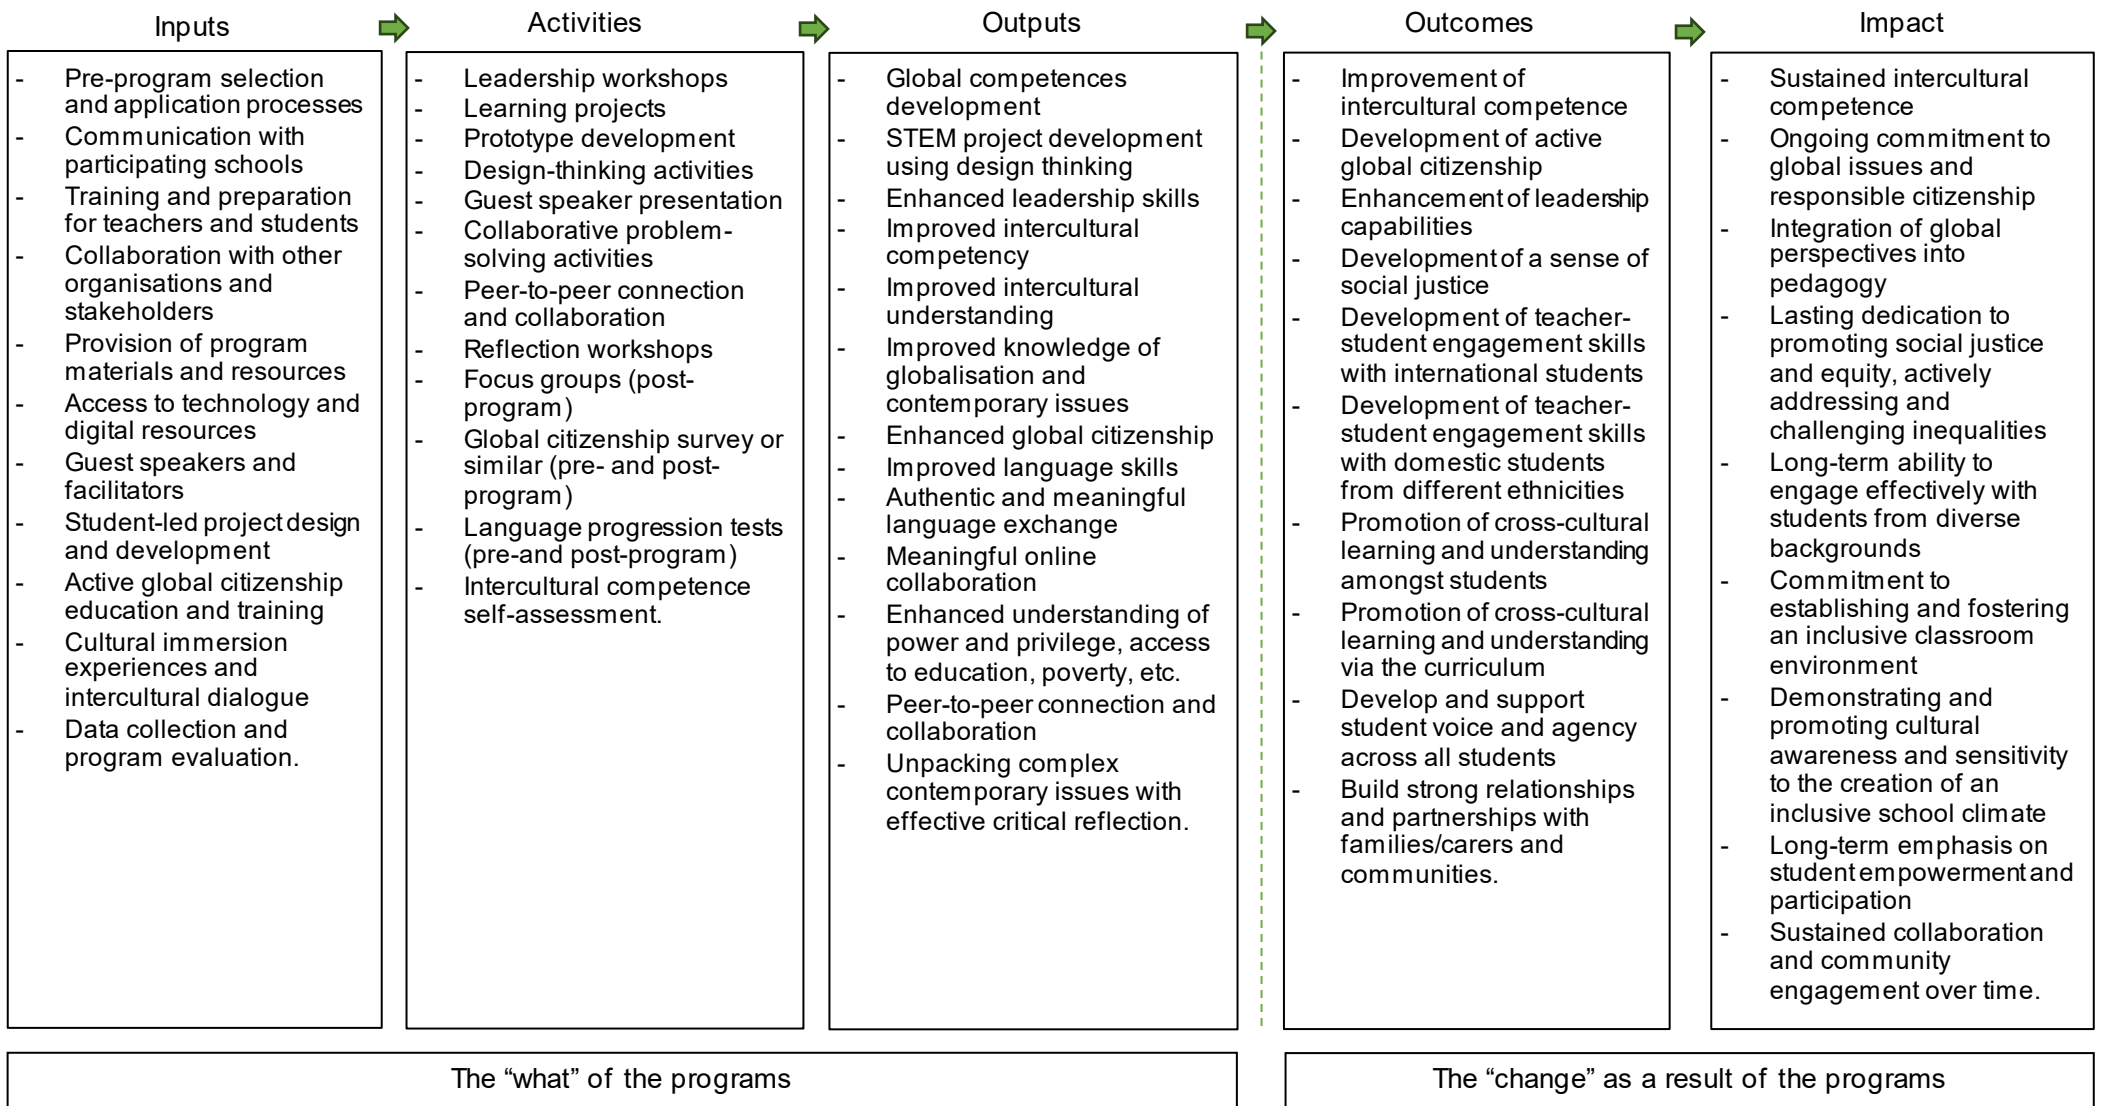 Inputs
Activities
Outputs
Outcomes
Impact
- Pre-program selection
and application processes
- Communication with
participating schools
- Training and preparation
for teachers and students
- Collaboration with other
organisations and
stakeholders
- Provision of program
materials and resources
- Access to technology and
digital resources
- Guest speakers and
facilitators
- Student-led project design
and development
- Active global citizenship
education and training
- Cultural immersion
experiences and
intercultural dialogue
- Data collection and
program evaluation.
- Leadership workshops
- Learning projects
- Prototype development
- Design-thinking activities
- Guest speaker presentation
- Collaborative problem-
solving activities
- Peer-to-peer connection
and collaboration
- Reflection workshops
- Focus groups (post-
program)
- Global citizenship survey or
similar (pre- and post-
program)
- Language progression tests
(pre-and post-program)
- Intercultural competence
self-assessment.
- Global competences
development
- STEM project development
using design thinking
- Enhanced leadership skills
- Improved intercultural
competency
- Improved intercultural
understanding
- Improved knowledge of
globalisation and
contemporary issues
- Enhanced global citizenship
- Improved language skills
- Authentic and meaningful
language exchange
- Meaningful online
collaboration
- Enhanced understanding of
power and privilege, access
to education, poverty, etc.
- Peer-to-peer connection and
collaboration
- Unpacking complex
contemporary issues with
effective critical reflection.
- Improvement of
intercultural competence
- Development of active
global citizenship
- Enhancement of leadership
capabilities
- Development of a sense of
social justice
- Development of teacher-
student engagement skills
with international students
- Development of teacher-
student engagement skills
with domestic students
from different ethnicities
- Promotion of cross-cultural
learning and understanding
amongst students
- Promotion of cross-cultural
learning and understanding
via the curriculum
- Develop and support
student voice and agency
across all students
- Build strong relationships
and partnerships with
families/carers and
communities.
- Sustained intercultural
competence
- Ongoing commitment to
global issues and
responsible citizenship
- Integration of global
perspectives into
pedagogy
- Lasting dedication to
promoting social justice
and equity, actively
addressing and
challenging inequalities
- Long-term ability to
engage effectively with
students from diverse
backgrounds
- Commitment to
establishing and fostering
an inclusive classroom
environment
- Demonstrating and
promoting cultural
awareness and sensitivity
to the creation of an
inclusive school climate
- Long-term emphasis on
student empowerment and
participation
- Sustained collaboration
and community
engagement over time.
The “what” of the programs
The “change” as a result of the programs